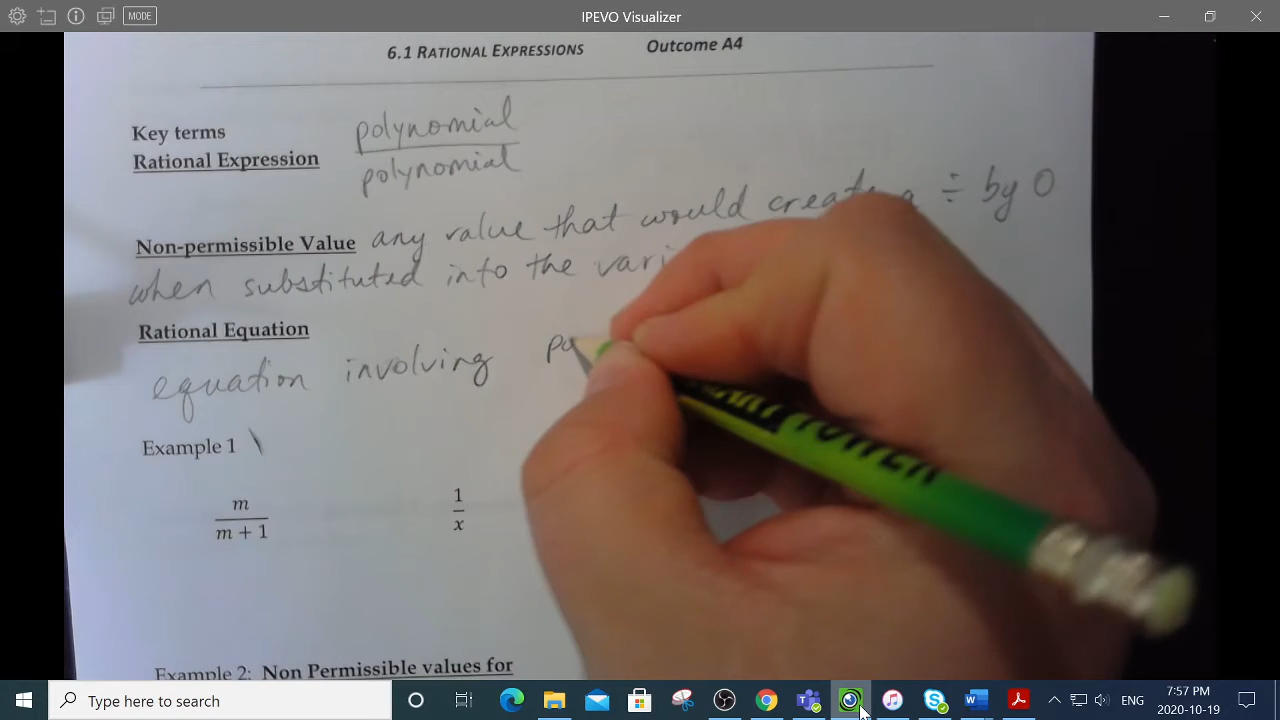 MODE
IPEVO Visualizer
6.1 RATIONAL EXPRESSIONS Outcome A4
Key terms polynomial
Rational Expression polynomial
Non-permissible Value any value that would create a ÷ by 0
when substituted into the
Rational Equation
equation involving
Example 1
m
m + 1
1
x
Example 2: Non Permissible values for
POWER
Type here to search
ENG
7:57 PM
2020-10-19